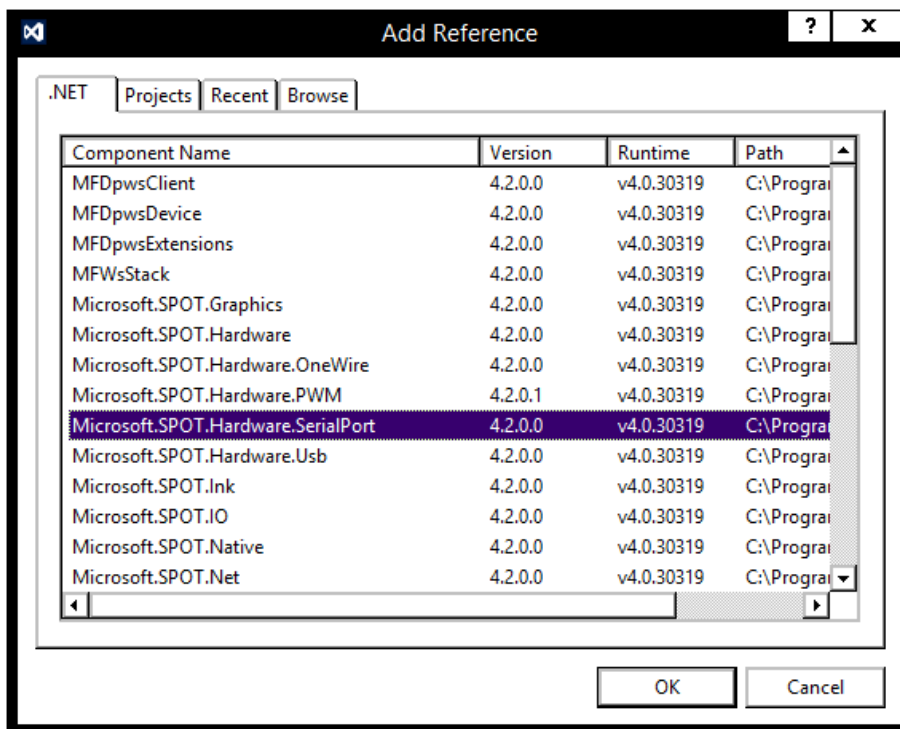 Add Reference ? x
.NET Projects Recent Browse
Component Name Version Runtime Path
MFDpwsClient 4.2.0.0 v4.0.30319 C:\Progra
MFDpwsDevice 4.2.0.0 v4.0.30319 C:\Progra
MFDpwsExtensions 4.2.0.0 v4.0.30319 C:\Progra
MFWsStack 4.2.0.0 v4.0.30319 C:\Progra
Microsoft.SPOT.Graphics 4.2.0.0 v4.0.30319 C:\Progra
Microsoft.SPOT.Hardware 4.2.0.0 v4.0.30319 C:\Progra
Microsoft.SPOT.Hardware.OneWire 4.2.0.0 v4.0.30319 C:\Progra
Microsoft.SPOT.Hardware.PWM 4.2.0.1 v4.0.30319 C:\Progra
Microsoft.SPOT.Hardware.SerialPort 4.2.0.0 v4.0.30319 C:\Progra
Microsoft.SPOT.Hardware.Usb 4.2.0.0 v4.0.30319 C:\Progra
Microsoft.SPOT.Ink 4.2.0.0 v4.0.30319 C:\Progra
Microsoft.SPOT.IO 4.2.0.0 v4.0.30319 C:\Progra
Microsoft.SPOT.Native 4.2.0.0 v4.0.30319 C:\Progra
Microsoft.SPOT.Net 4.2.0.0 v4.0.30319 C:\Progra
OK Cancel